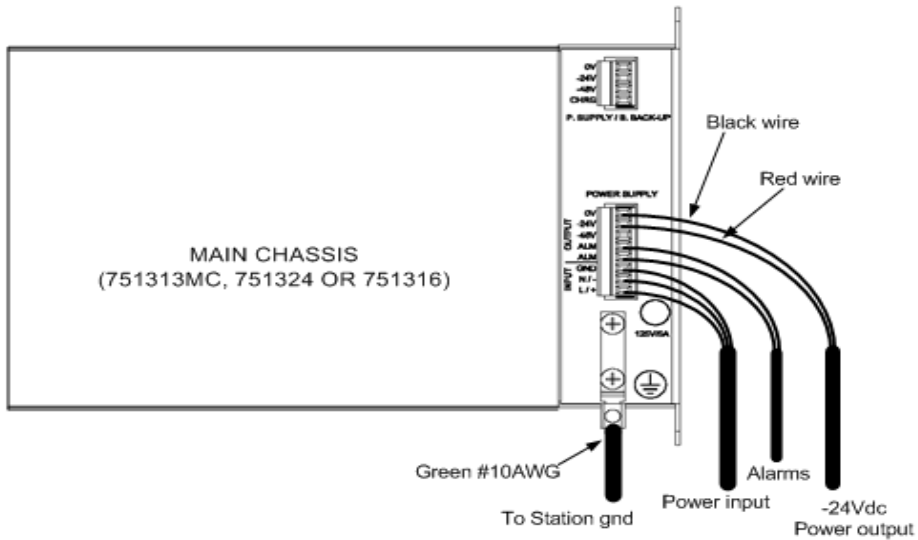 0V
-24V
-48V
CHRG
P. SUPPLY / B. BACK-UP
Black wire
Red wire
POWER SUPPLY
OUTPUT
0V
-24V
-48V
ALM
ALM
INPUT
GND
N / -
L / +
125V/5A
MAIN CHASSIS
(751313MC, 751324 OR 751316)
Green #10AWG
To Station gnd
Power input
Alarms
-24Vdc
Power output